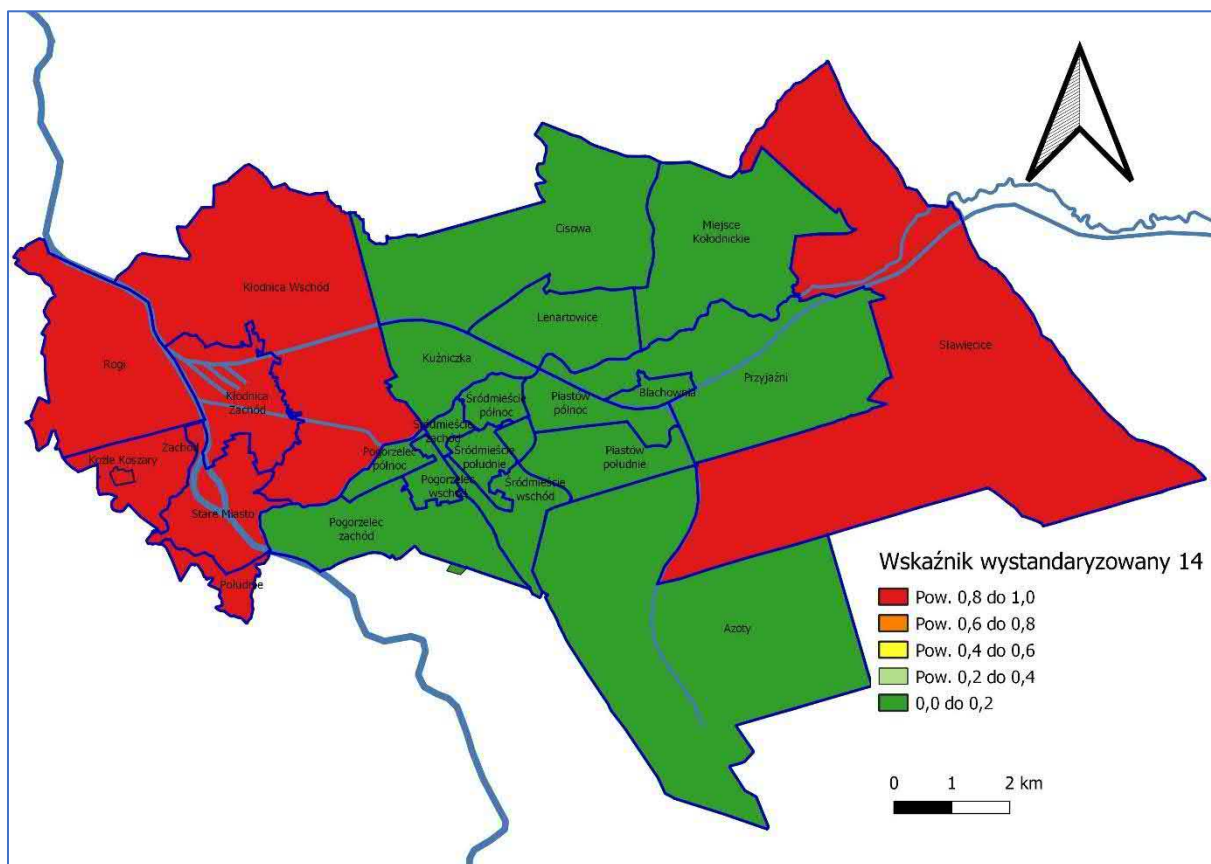 Cisowa
Miejsce
Kołodnickie
Kłodnica Wschód
Lenartowice
Sławięcice
Rogi
Kuźniczka
Przyjaźni
Blachownia
Kłodnica
Zachód
Śródmieście
północ
Piastów
północ
Śródmieście
zachód
Zachód
Śródmieście
południe
Piastów
południe
Pogorzelec
północ
Koźle Koszary
Pogorzelec
wschód
Śródmieście
wschód
Stare Miasto
Pogorzelec
zachód
Południe
Azoty
Wskaźnik wystandaryzowany 14
Pow. 0,8 do 1,0
Pow. 0,6 do 0,8
Pow. 0,4 do 0,6
Pow. 0,2 do 0,4
0,0 do 0,2
0 1 2 km